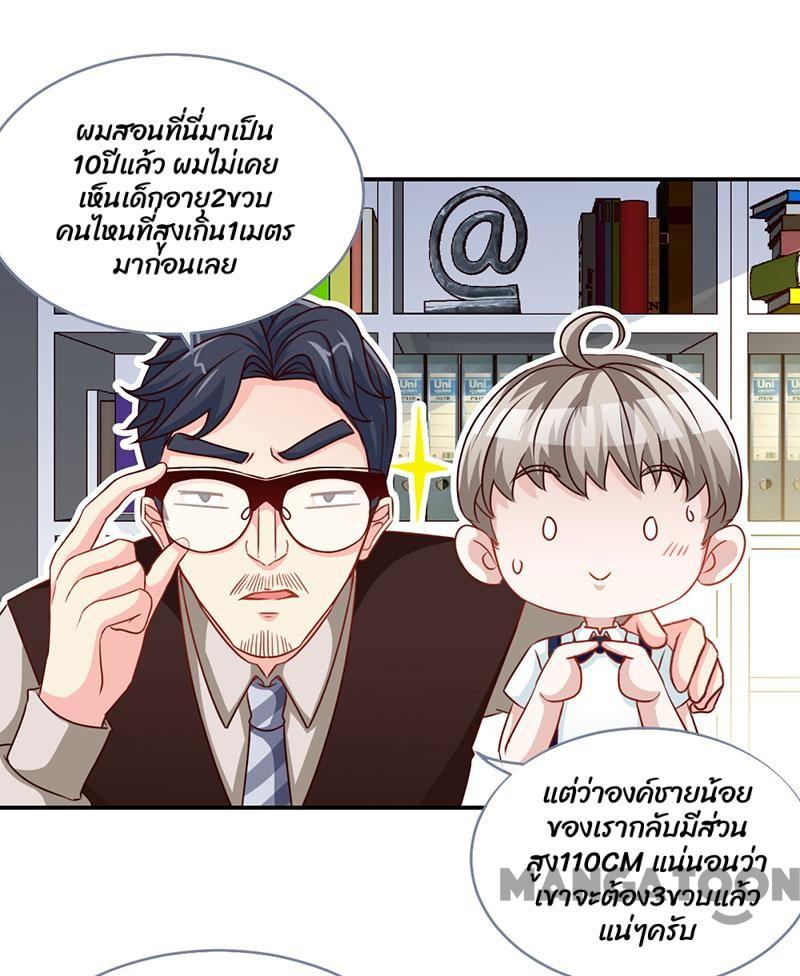 ผมสอนที่นี่มาเป็น
10ปีแล้ว ผมไม่เคย
เห็นเด็กอายุ2ขวบ
คนไหนที่สูงเกิน1เมตร
มาก่อนเลย
@
Uni
Uni
Uni
Uni
แต่ว่าองค์ชายน้อย
ของเรากลับมีส่วน
สูง110CM แน่นอนว่า
เขาจะต้อง3ขวบแล้ว
แน่ๆครับ
MANGATOON